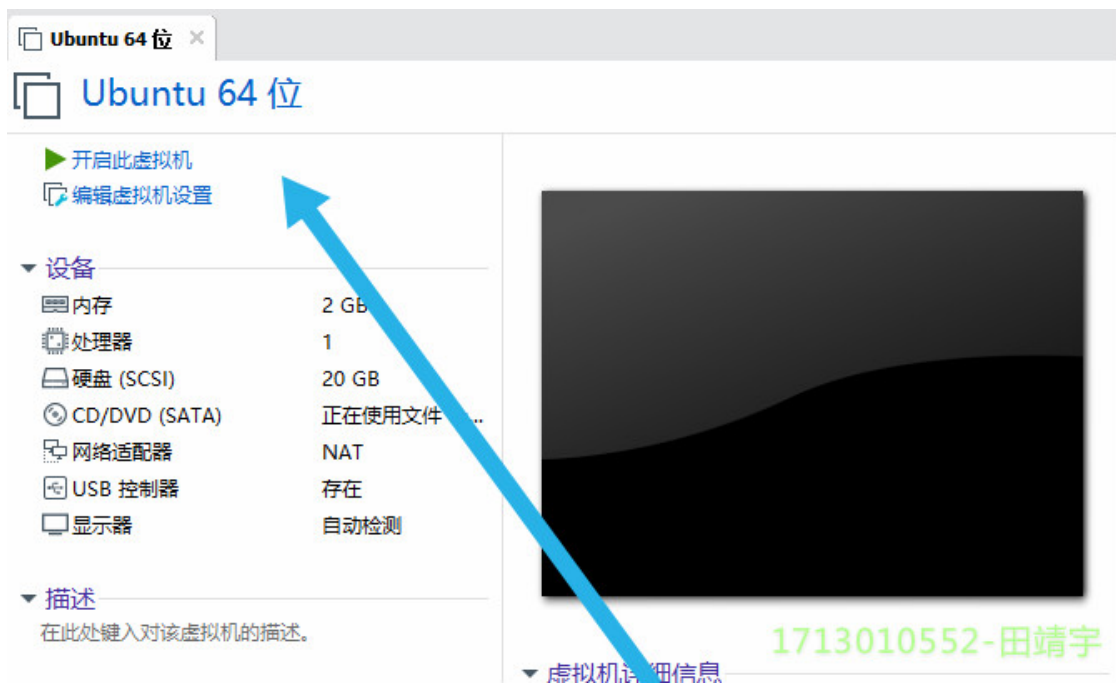 Ubuntu 64 位
Ubuntu 64 位
开启此虚拟机
编辑虚拟机设置
设备
内存 2 GB
处理器 1
硬盘 (SCSI) 20 GB
CD/DVD (SATA) 正在使用文件 ...
网络适配器 NAT
USB 控制器 存在
显示器 自动检测
描述
在此处键入对该虚拟机的描述。
1713010552-田靖宇
虚拟机详细信息